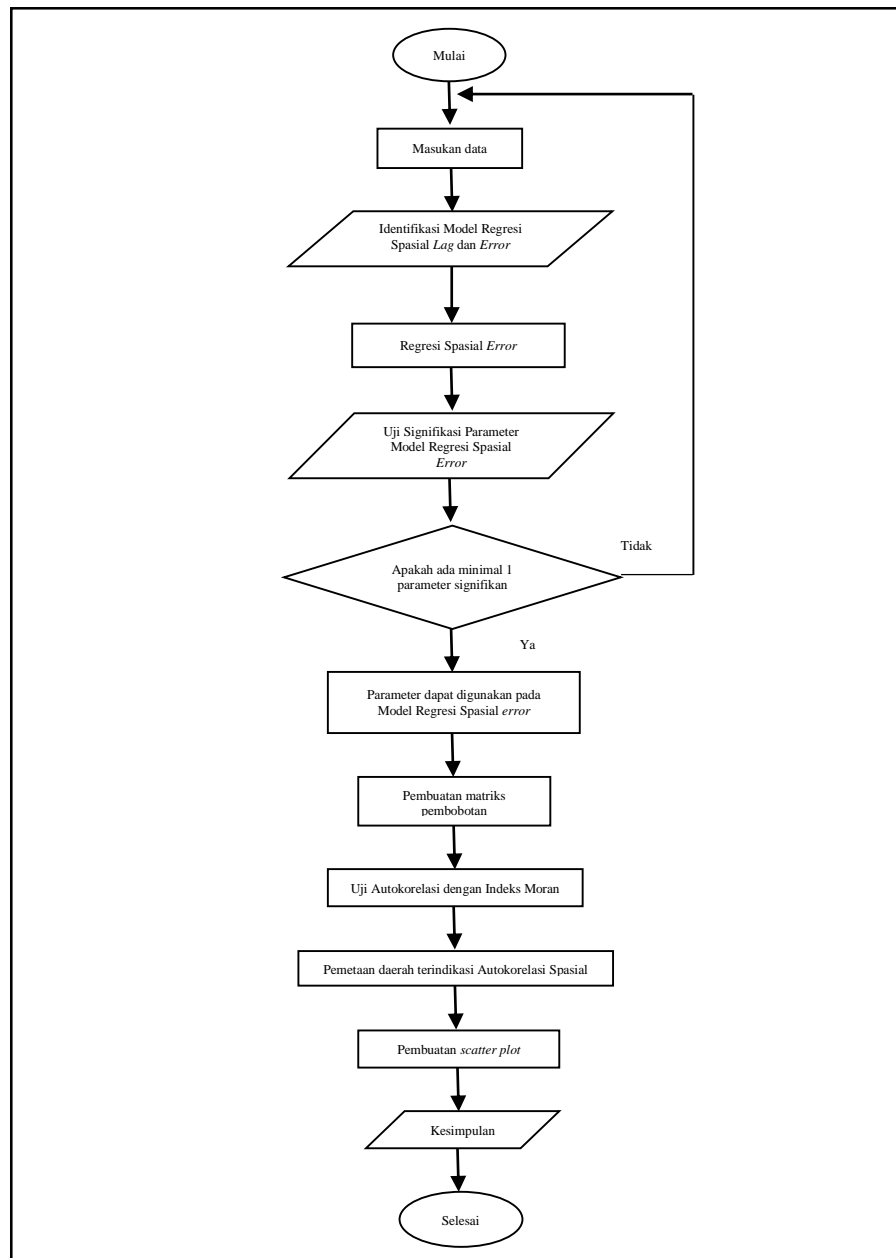 Mulai
Masukan data
Identifikasi Model Regresi
Spasial Lag dan Error
Regresi Spasial Error
Uji Signifikasi Parameter
Model Regresi Spasial
Error
Tidak
Apakah ada minimal 1
parameter signifikan
Ya
Parameter dapat digunakan pada
Model Regresi Spasial error
Pembuatan matriks
pembobotan
Uji Autokorelasi dengan Indeks Moran
Pemetaan daerah terindikasi Autokorelasi Spasial
Pembuatan scatter plot
Kesimpulan
Selesai